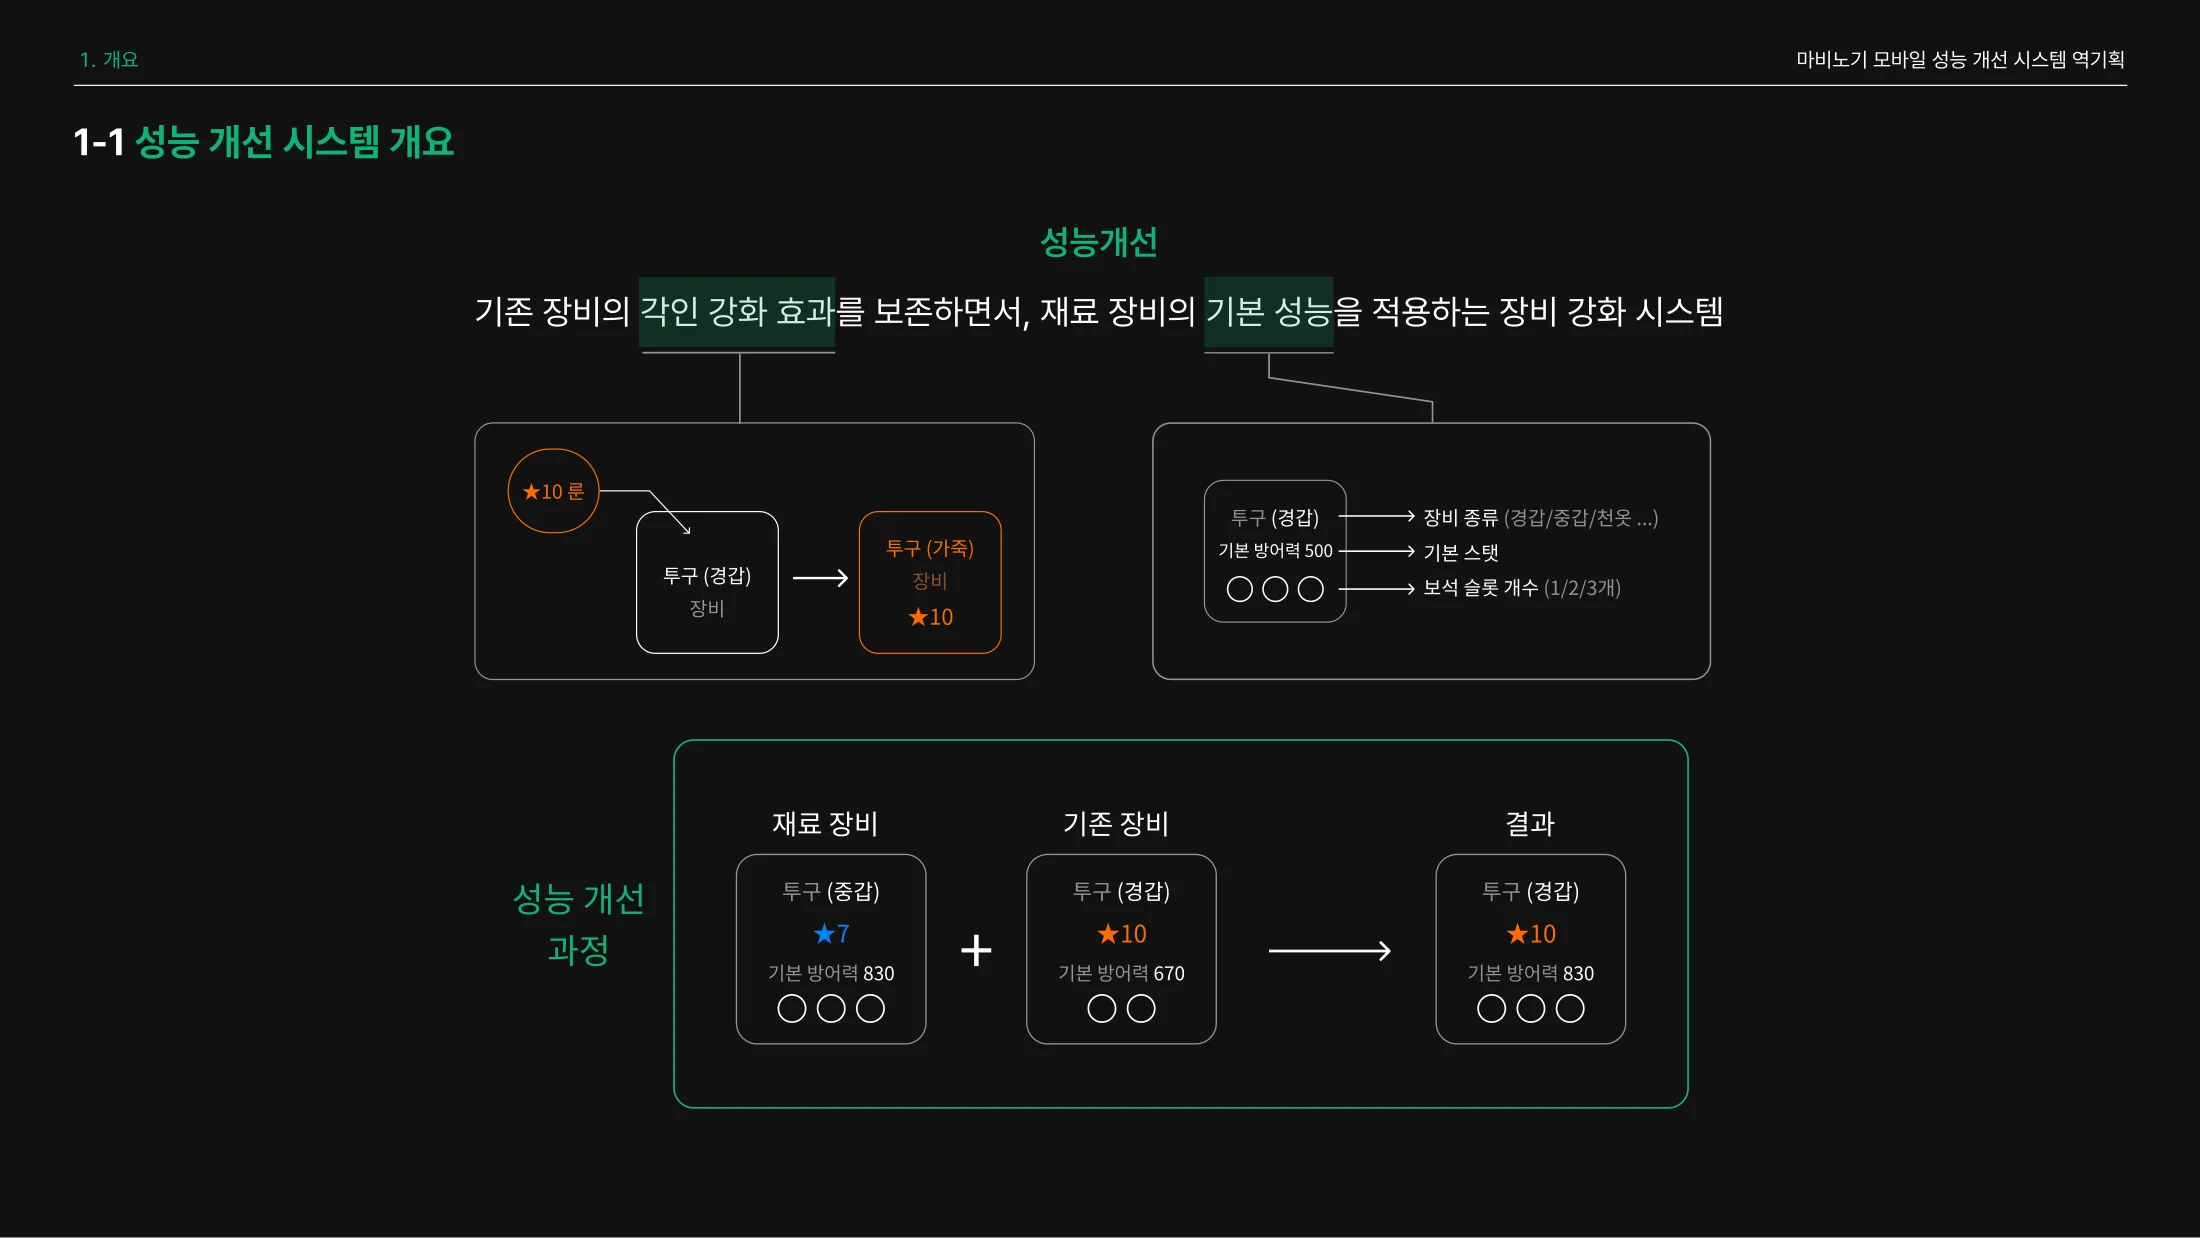 1. 개요
마비노기 모바일 성능 개선 시스템 역기획
1-1 성능 개선 시스템 개요
성능개선
기존 장비의 각인 강화 효과를 보존하면서, 재료 장비의 기본 성능을 적용하는 장비 강화 시스템
★10 룬
투구 (경갑)
장비
투구 (가죽)
장비
★10
투구 (경갑)
기본 방어력 500
장비 종류 (경갑/중갑/천옷 ...)
기본 스탯
보석 슬롯 개수 (1/2/3개)
성능 개선
과정
재료 장비
투구 (중갑)
★7
기본 방어력 830
+
기존 장비
투구 (경갑)
★10
기본 방어력 670
결과
투구 (경갑)
★10
기본 방어력 830